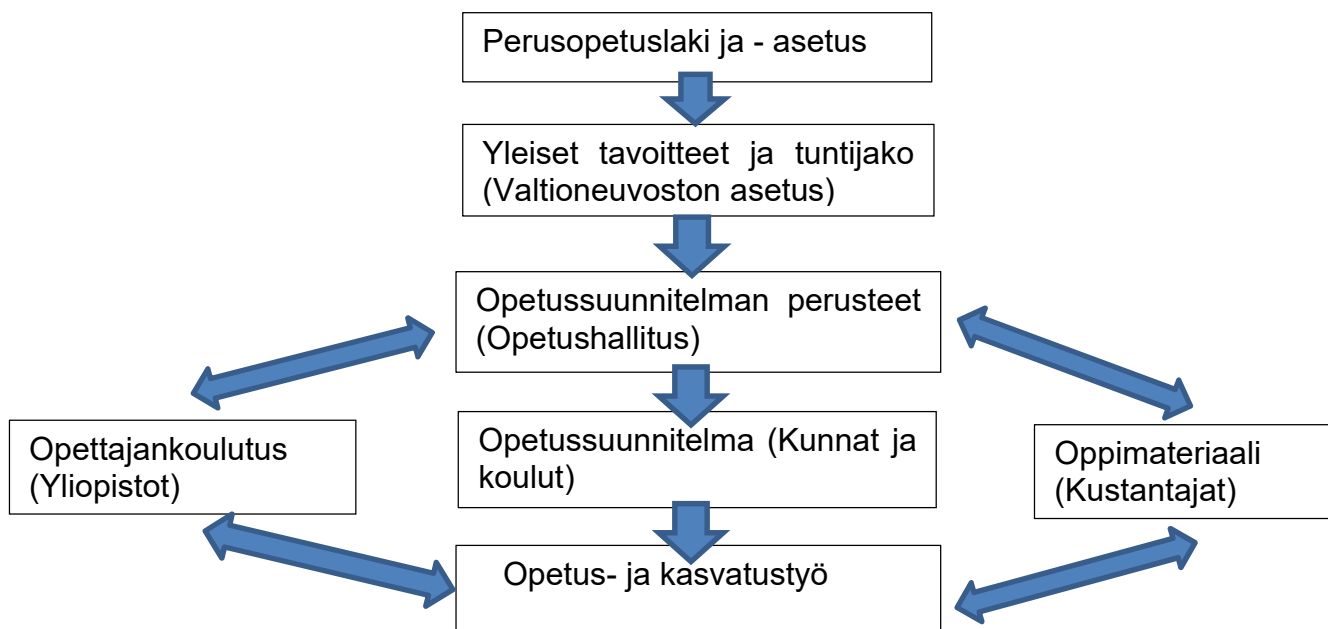 Perusopetuslaki ja - asetus
Yleiset tavoitteet ja tuntijako
(Valtioneuvoston asetus)
Opetussuunnitelman perusteet
(Opetushallitus)
Opettajankoulutus
(Yliopistot)
Opetussuunnitelma (Kunnat ja
koulut)
Oppimateriaali
(Kustantajat)
Opetus- ja kasvatustyö